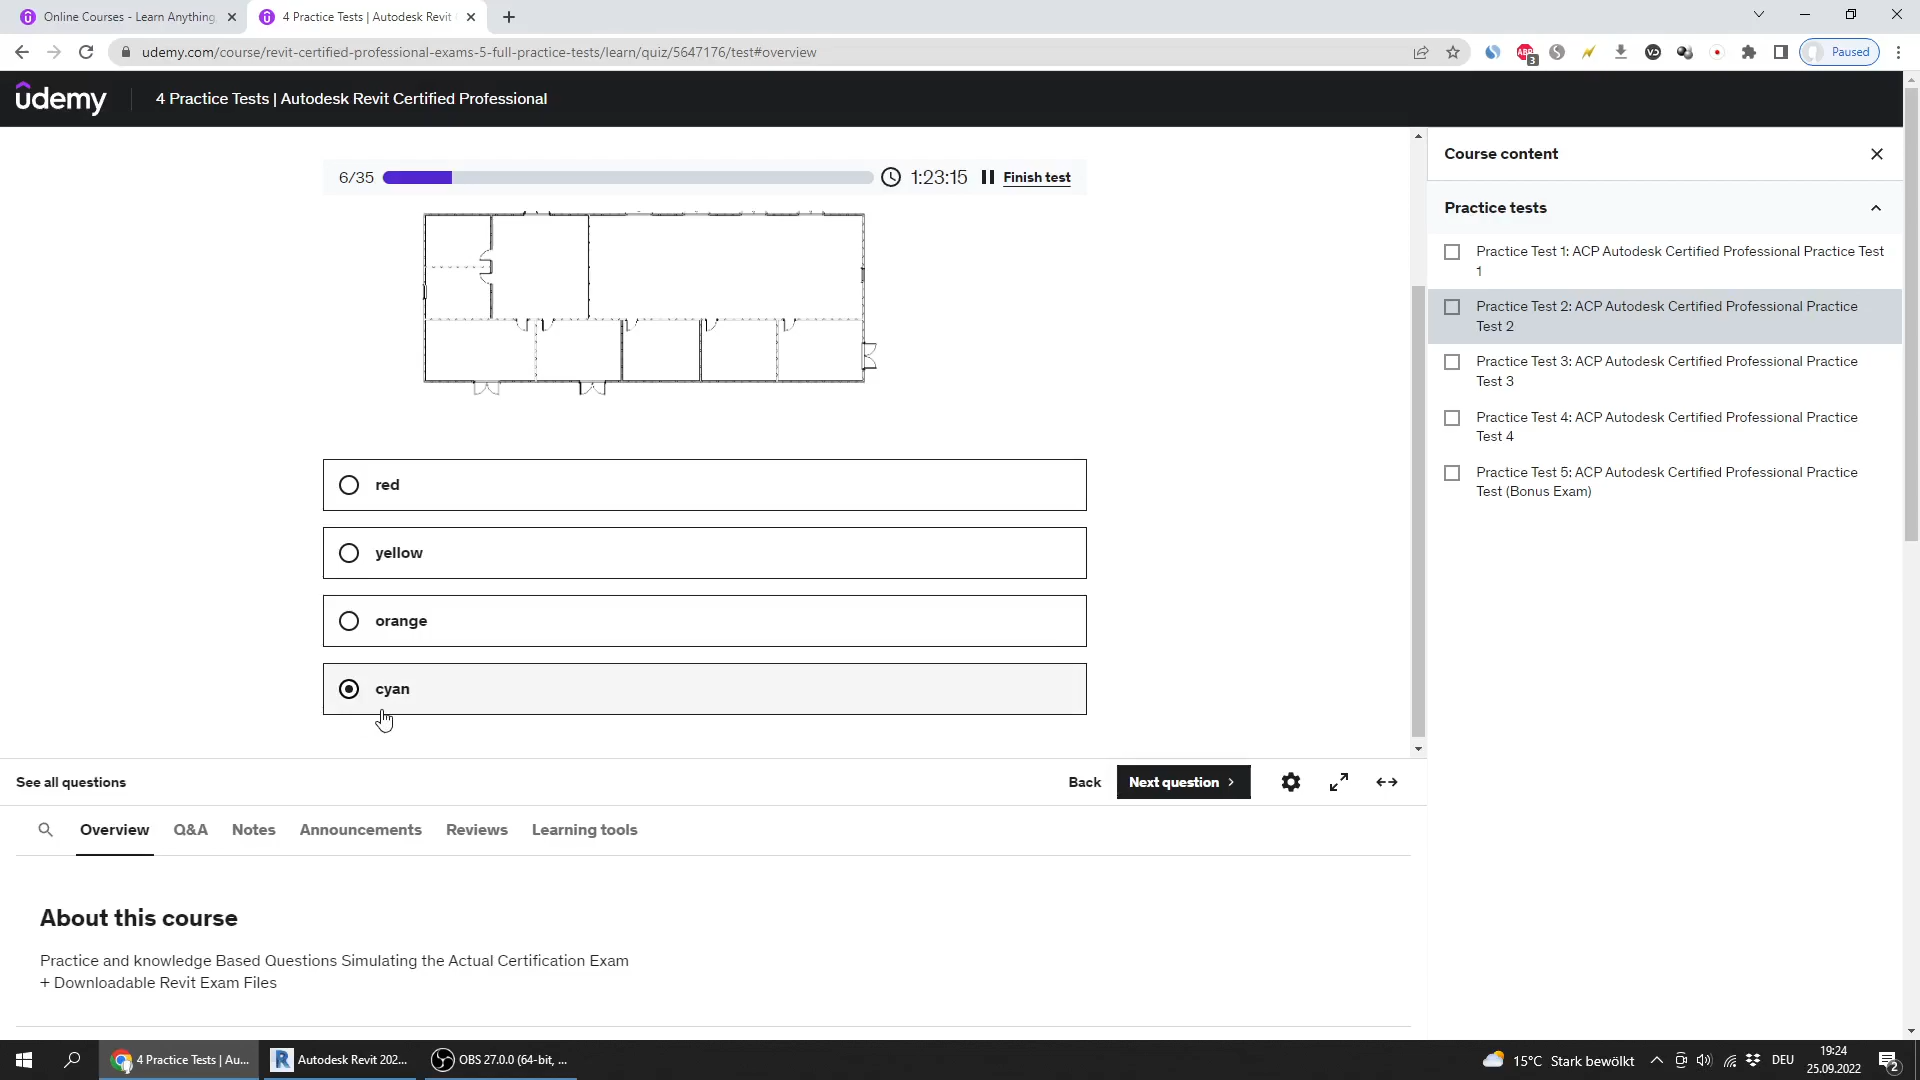 Online Courses - Learn Anything,
4 Practice Tests | Autodesk Revit
udemy.com/course/revit-certified-professional-exams-5-full-practice-tests/learn/quiz/5647176/test#overview
ABP
3
Paused
udemy
4 Practice Tests | Autodesk Revit Certified Professional
6/35
1:23:15
Finish test
Course content
Practice tests
Practice Test 1: ACP Autodesk Certified Professional Practice Test
1
Practice Test 2: ACP Autodesk Certified Professional Practice
Test 2
Practice Test 3: ACP Autodesk Certified Professional Practice
Test 3
Practice Test 4: ACP Autodesk Certified Professional Practice
Test 4
Practice Test 5: ACP Autodesk Certified Professional Practice
Test (Bonus Exam)
red
yellow
orange
cyan
See all questions
Back
Next question
Overview
Q&A
Notes
Announcements
Reviews
Learning tools
About this course
Practice and knowledge Based Questions Simulating the Actual Certification Exam
+ Downloadable Revit Exam Files
4 Practice Tests | Au...
Autodesk Revit 202...
OBS 27.0.0 (64-bit, ...
15°C Stark bewölkt
DEU
19:24
25.09.2022
2